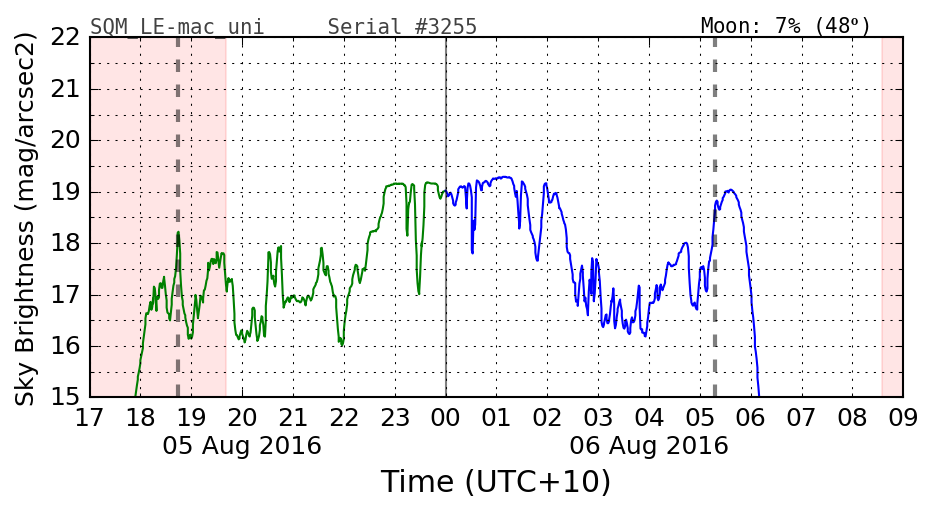 SQM_LE-mac_uni Serial #3255 Moon: 7% (48°)
Sky Brightness (mag/arcsec2)
22
21
20
19
18
17
16
15
17 18 19 20 21 22 23 00 01 02 03 04 05 06 07 08 09
05 Aug 2016 06 Aug 2016
Time (UTC+10)